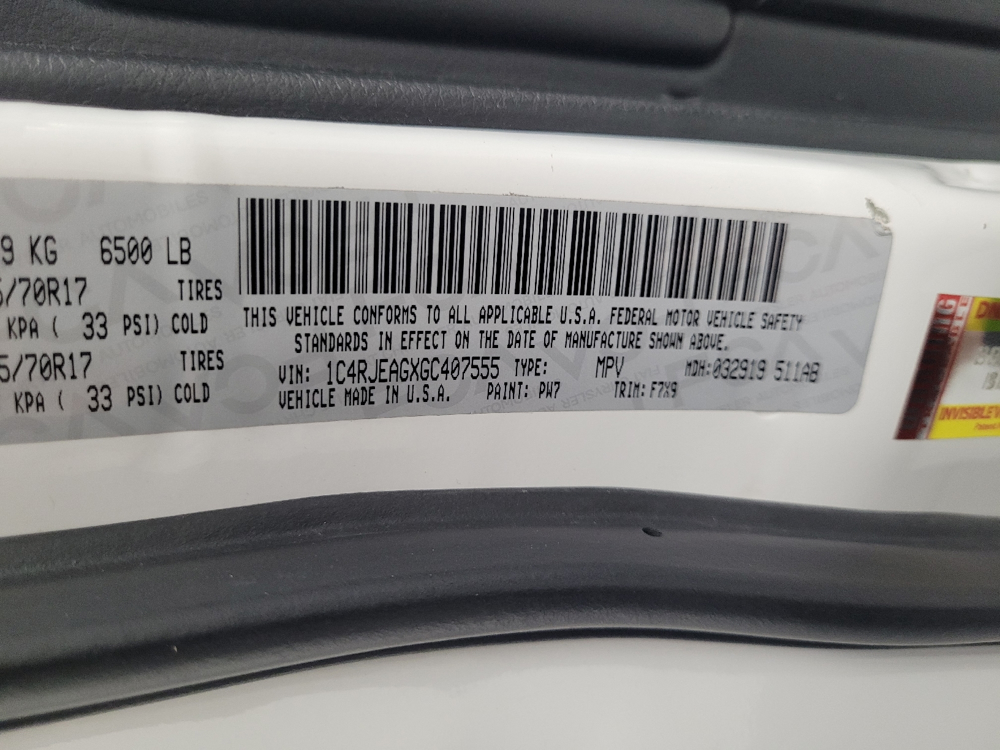 9 KG 6500 LB
5/70R17 TIRES
KPA ( 33 PSI) COLD
5/70R17 TIRES
KPA ( 33 PSI) COLD
THIS VEHICLE CONFORMS TO ALL APPLICABLE U.S.A. FEDERAL MOTOR VEHICLE SAFETY
STANDARDS IN EFFECT ON THE DATE OF MANUFACTURE SHOWN ABOVE.
VIN: 1C4RJEAGXGC407555 TYPE: MPV MDH:032919 511AB
VEHICLE MADE IN U.S.A. PAINT: PW7 TRIM: F7X9
INVISIBLE